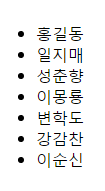 • 홍길동
• 일지매
• 성춘향
• 이몽룡
• 변학도
• 강감찬
• 이순신